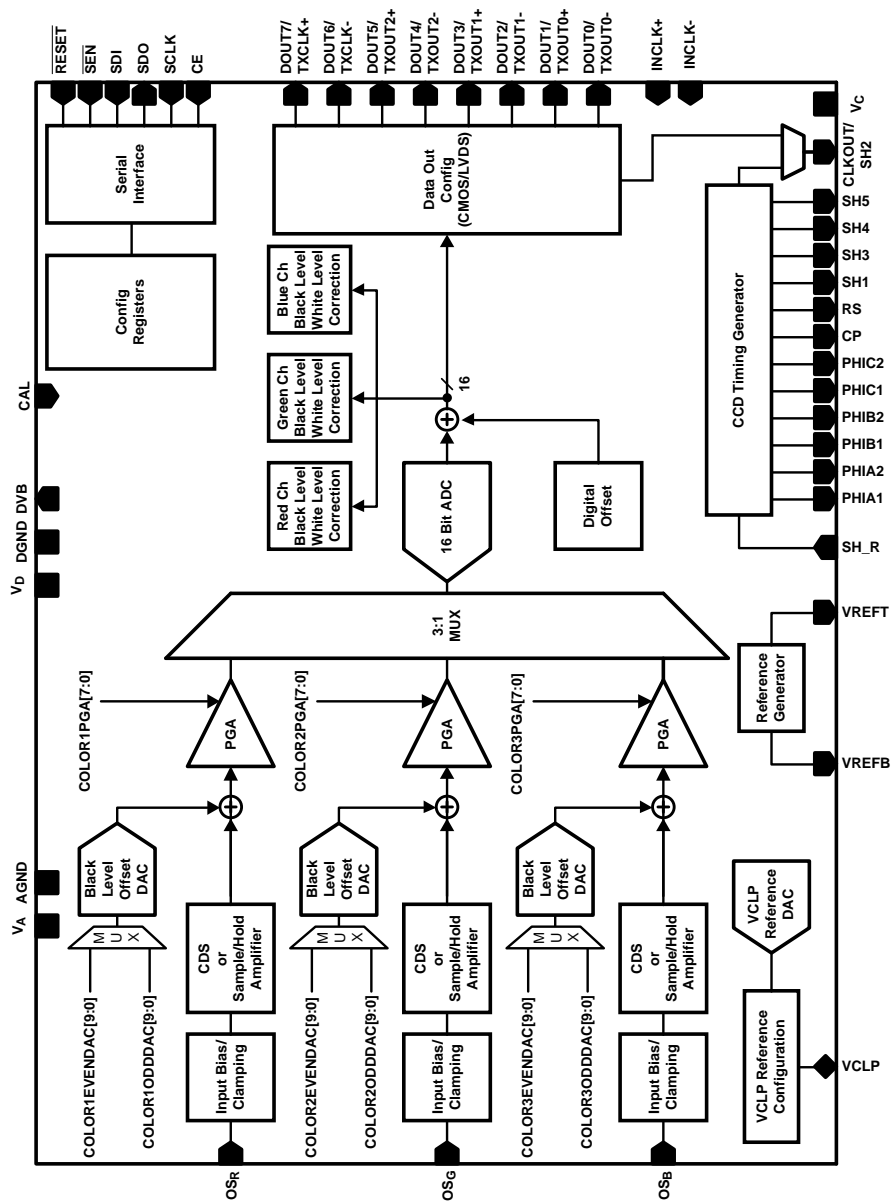 VA
AGND
VD
DGND
DVB
CAL
RESET
SEN
SDI
SDO
SCLK
CE
Config
Registers
Serial
Interface
COLOR1EVENDAC[9:0]
COLOR1ODDDAC[9:0]
M
U
X
Black
Level
Offset
DAC
COLOR1PGA[7:0]
OSR
Input Bias/
Clamping
CDS
or
Sample/Hold
Amplifier
+
PGA
COLOR2EVENDAC[9:0]
COLOR2ODDDAC[9:0]
M
U
X
Black
Level
Offset
DAC
COLOR2PGA[7:0]
OSG
Input Bias/
Clamping
CDS
or
Sample/Hold
Amplifier
+
PGA
COLOR3EVENDAC[9:0]
COLOR3ODDDAC[9:0]
M
U
X
Black
Level
Offset
DAC
COLOR3PGA[7:0]
OSB
Input Bias/
Clamping
CDS
or
Sample/Hold
Amplifier
+
PGA
3:1
MUX
16 Bit ADC
+
16
Digital
Offset
Red Ch
Black Level
White Level
Correction
Green Ch
Black Level
White Level
Correction
Blue Ch
Black Level
White Level
Correction
Data Out
Config
(CMOS/LVDS)
DOUT7/
TXCLK+
DOUT6/
TXCLK-
DOUT5/
TXOUT2+
DOUT4/
TXOUT2-
DOUT3/
TXOUT1+
DOUT2/
TXOUT1-
DOUT1/
TXOUT0+
DOUT0/
TXOUT0-
INCLK+
INCLK-
VCLP Reference
Configuration
VCLP
Reference
DAC
Reference
Generator
CCD Timing Generator
VCLP
VREFB
VREFT
SH_R
PHIA1
PHIA2
PHIB1
PHIB2
PHIC1
PHIC2
CP
RS
SH1
SH3
SH4
SH5
CLKOUT/
SH2
VC